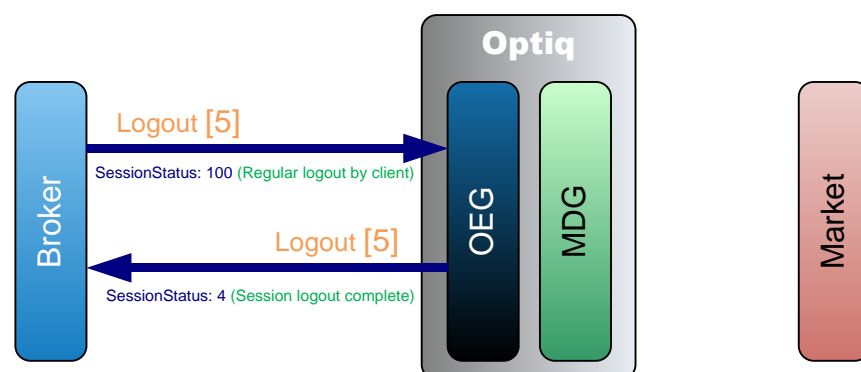 Optiq
Logout [5]
SessionStatus: 100 (Regular logout by client)
Broker
OEG
MDG
Market
Logout [5]
SessionStatus: 4 (Session logout complete)